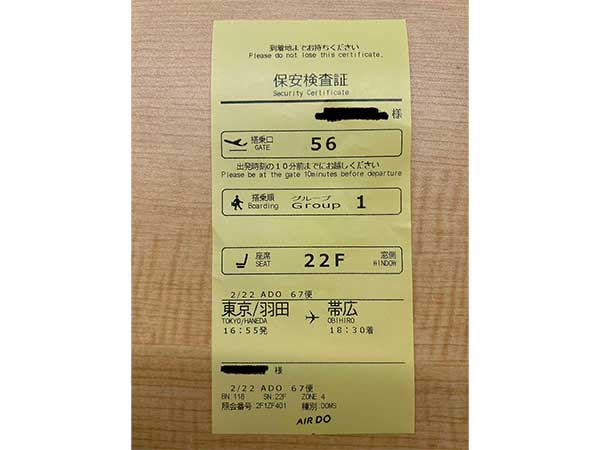 到着地までお持ちください
Please do not lose this certificate.
保安検査証
Security Certificate
様
搭乗口
GATE
56
出発時刻の10分前までにお越しください
Please be at the gate 10minutes before departure
搭乗順
Boarding
グループ
Group 1
座席
SEAT
22F
窓側
WINDOW
2/22 ADO 67便
東京/羽田 帯広
TOKYO/HANEDA OBIHIRO
16:55発 18:30着
様
2/22 ADO 67便
BN:118 SN:22F ZONE:4
照会番号:2F1ZF401 種別:DOMS
AIR DO